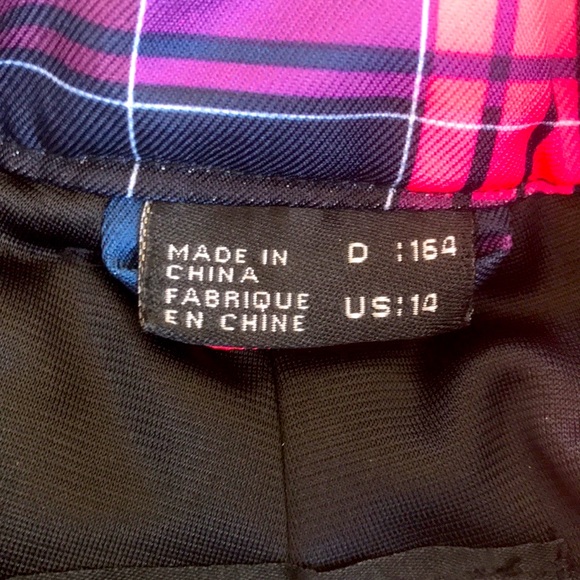 MADE IN
CHINA
FABRIQUE
EN CHINE
D :164
US:14